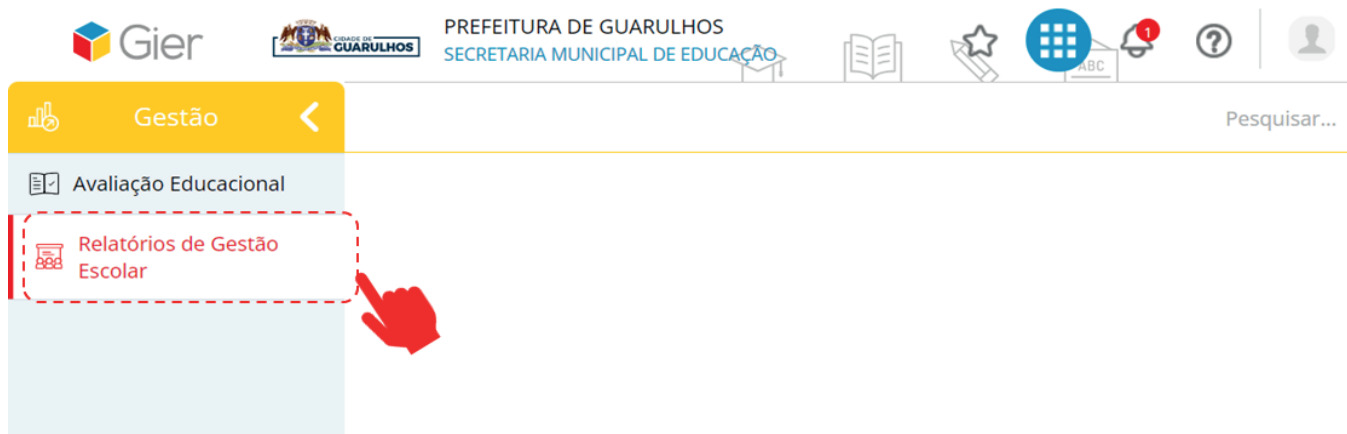 Gier
CIDADE DE
GUARULHOS
PREFEITURA DE GUARULHOS
SECRETARIA MUNICIPAL DE EDUCAÇÃO
ABC
1
?
Gestão
Pesquisar...
Avaliação Educacional
Relatórios de Gestão
Escolar